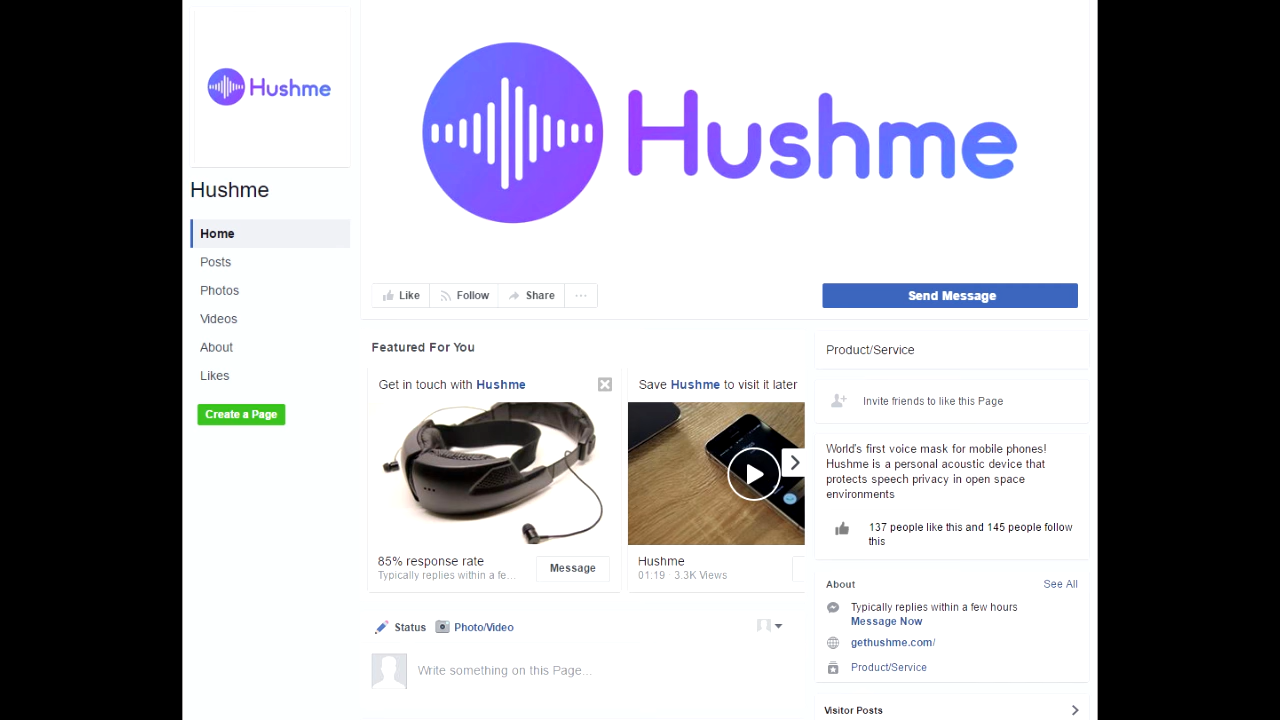 Hushme
Hushme
Hushme
Home
Posts
Photos
Videos
About
Likes
Create a Page
Like
Follow
Share
...
Send Message
Featured For You
Get in touch with Hushme
85% response rate
Typically replies within a fe...
Message
Save Hushme to visit it later
Hushme
01:19 · 3.3K Views
Status
Photo/Video
Write something on this Page...
Product/Service
Invite friends to like this Page
World's first voice mask for mobile phones!
Hushme is a personal acoustic device that
protects speech privacy in open space
environments
137 people like this and 145 people follow
this
About
See All
Typically replies within a few hours
Message Now
gethushme.com/
Product/Service
Visitor Posts